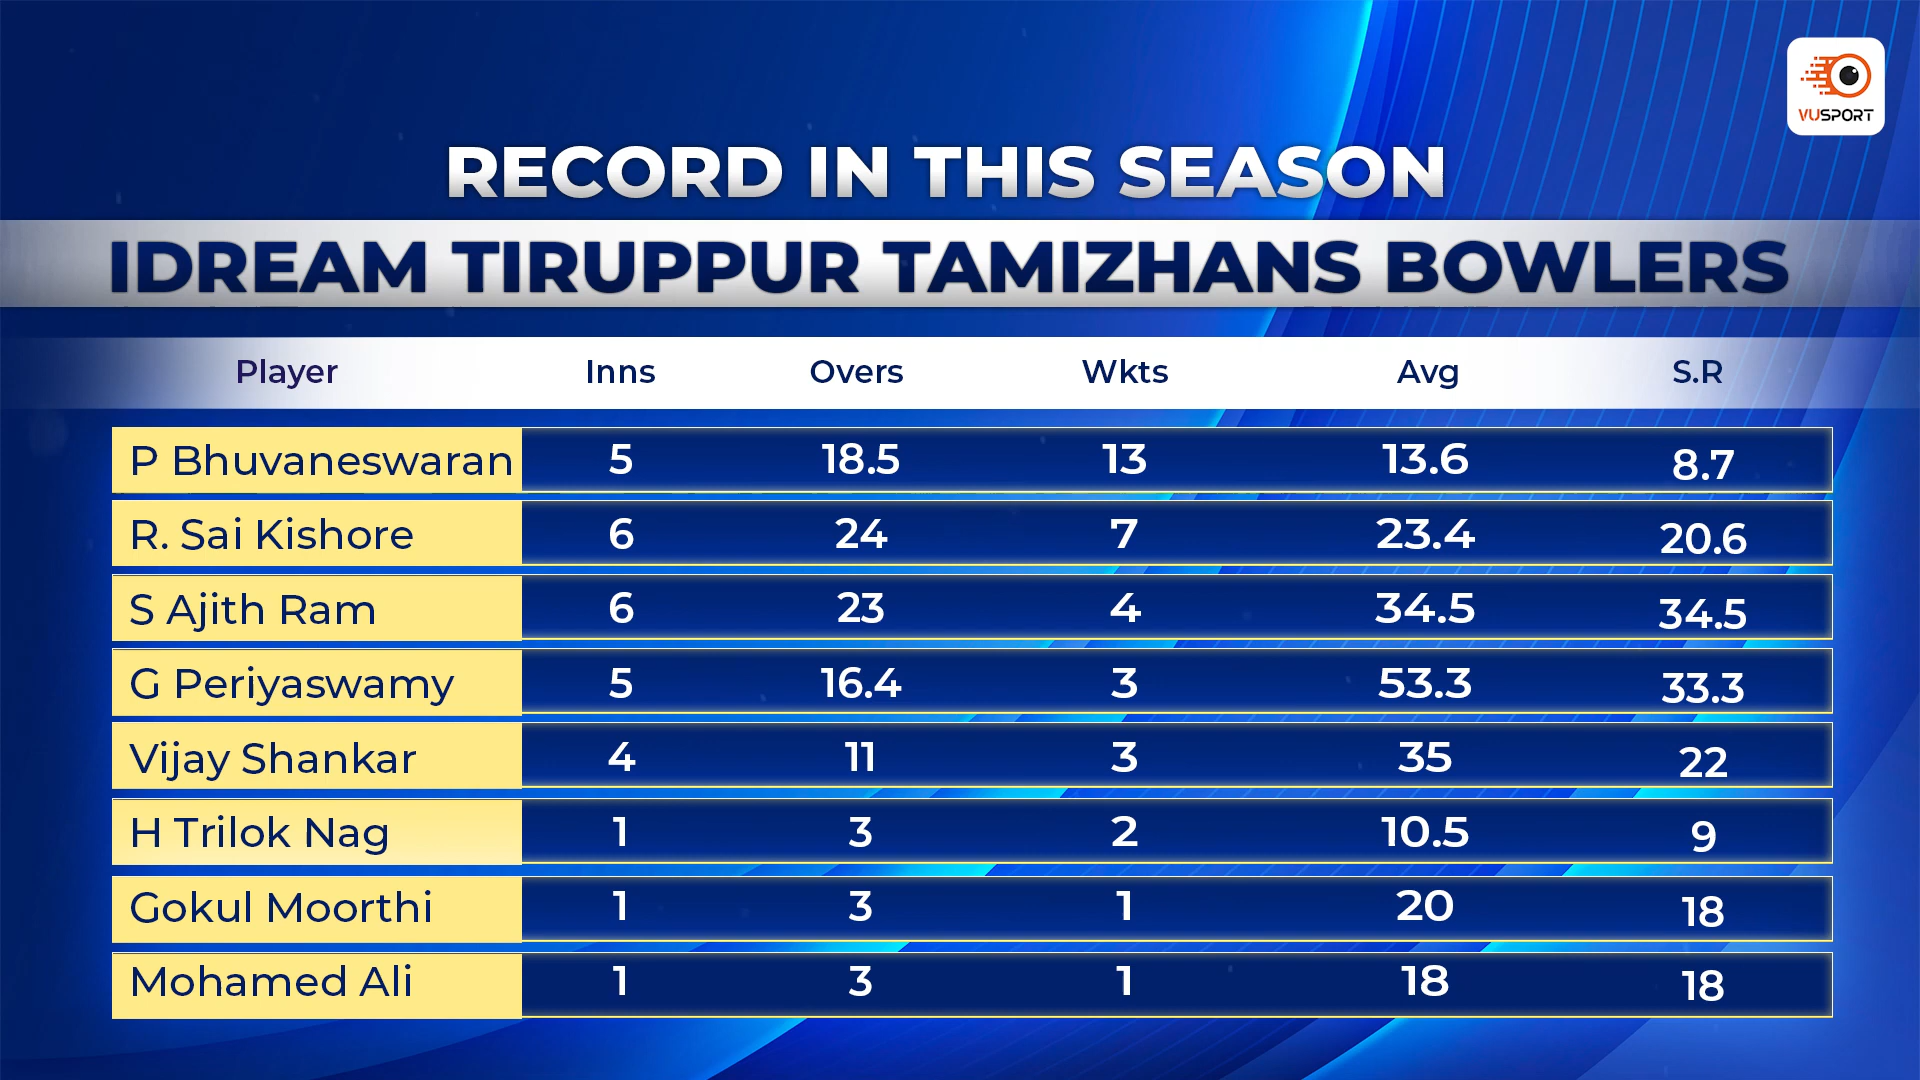 VUSPORT
RECORD IN THIS SEASON
IDREAM TIRUPPUR TAMIZHANS BOWLERS
Player Inns Overs Wkts Avg S.R
P Bhuvaneswaran 5 18.5 13 13.6 8.7
R. Sai Kishore 6 24 7 23.4 20.6
S Ajith Ram 6 23 4 34.5 34.5
G Periyaswamy 5 16.4 3 53.3 33.3
Vijay Shankar 4 11 3 35 22
H Trilok Nag 1 3 2 10.5 9
Gokul Moorthi 1 3 1 20 18
Mohamed Ali 1 3 1 18 18